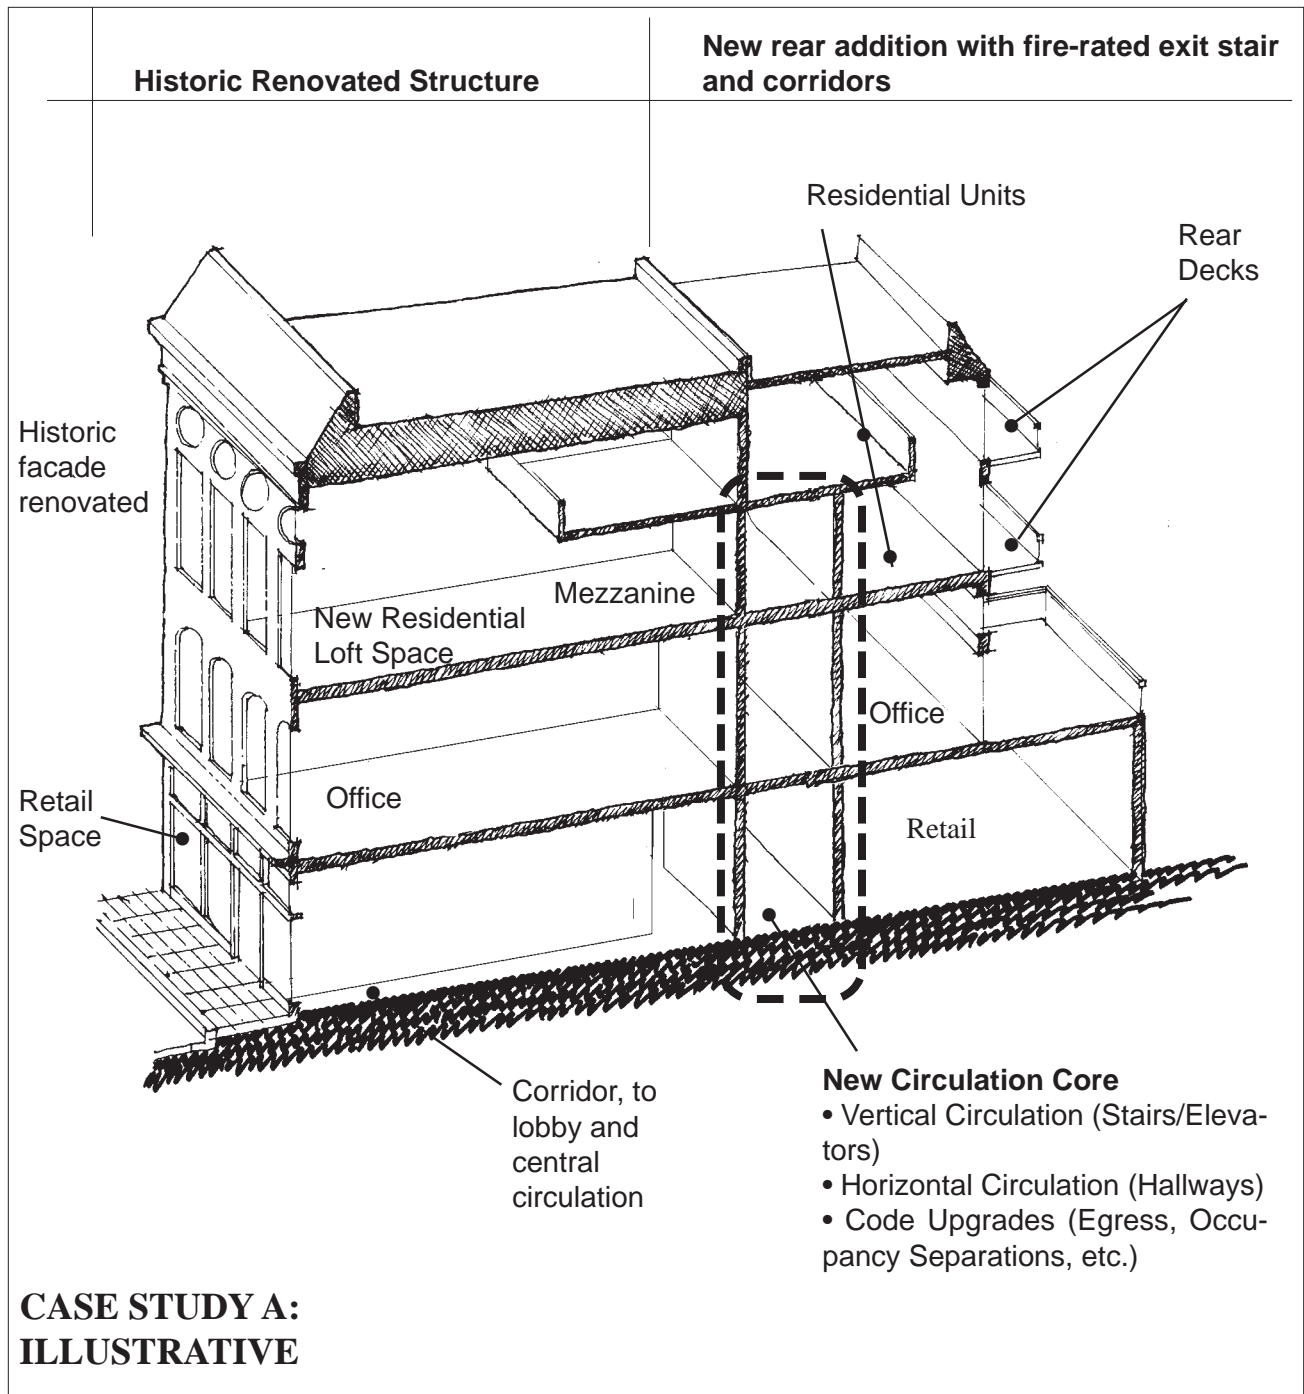 Historic Renovated Structure
New rear addition with fire-rated exit stair
and corridors
Residential Units
Rear
Decks
Historic
facade
renovated
Mezzanine
New Residential
Loft Space
Office
Office
Retail
Space
Retail
Corridor, to
lobby and
central
circulation
New Circulation Core
• Vertical Circulation (Stairs/Eleva-
tors)
• Horizontal Circulation (Hallways)
• Code Upgrades (Egress, Occu-
pancy Separations, etc.)
CASE STUDY A:
ILLUSTRATIVE